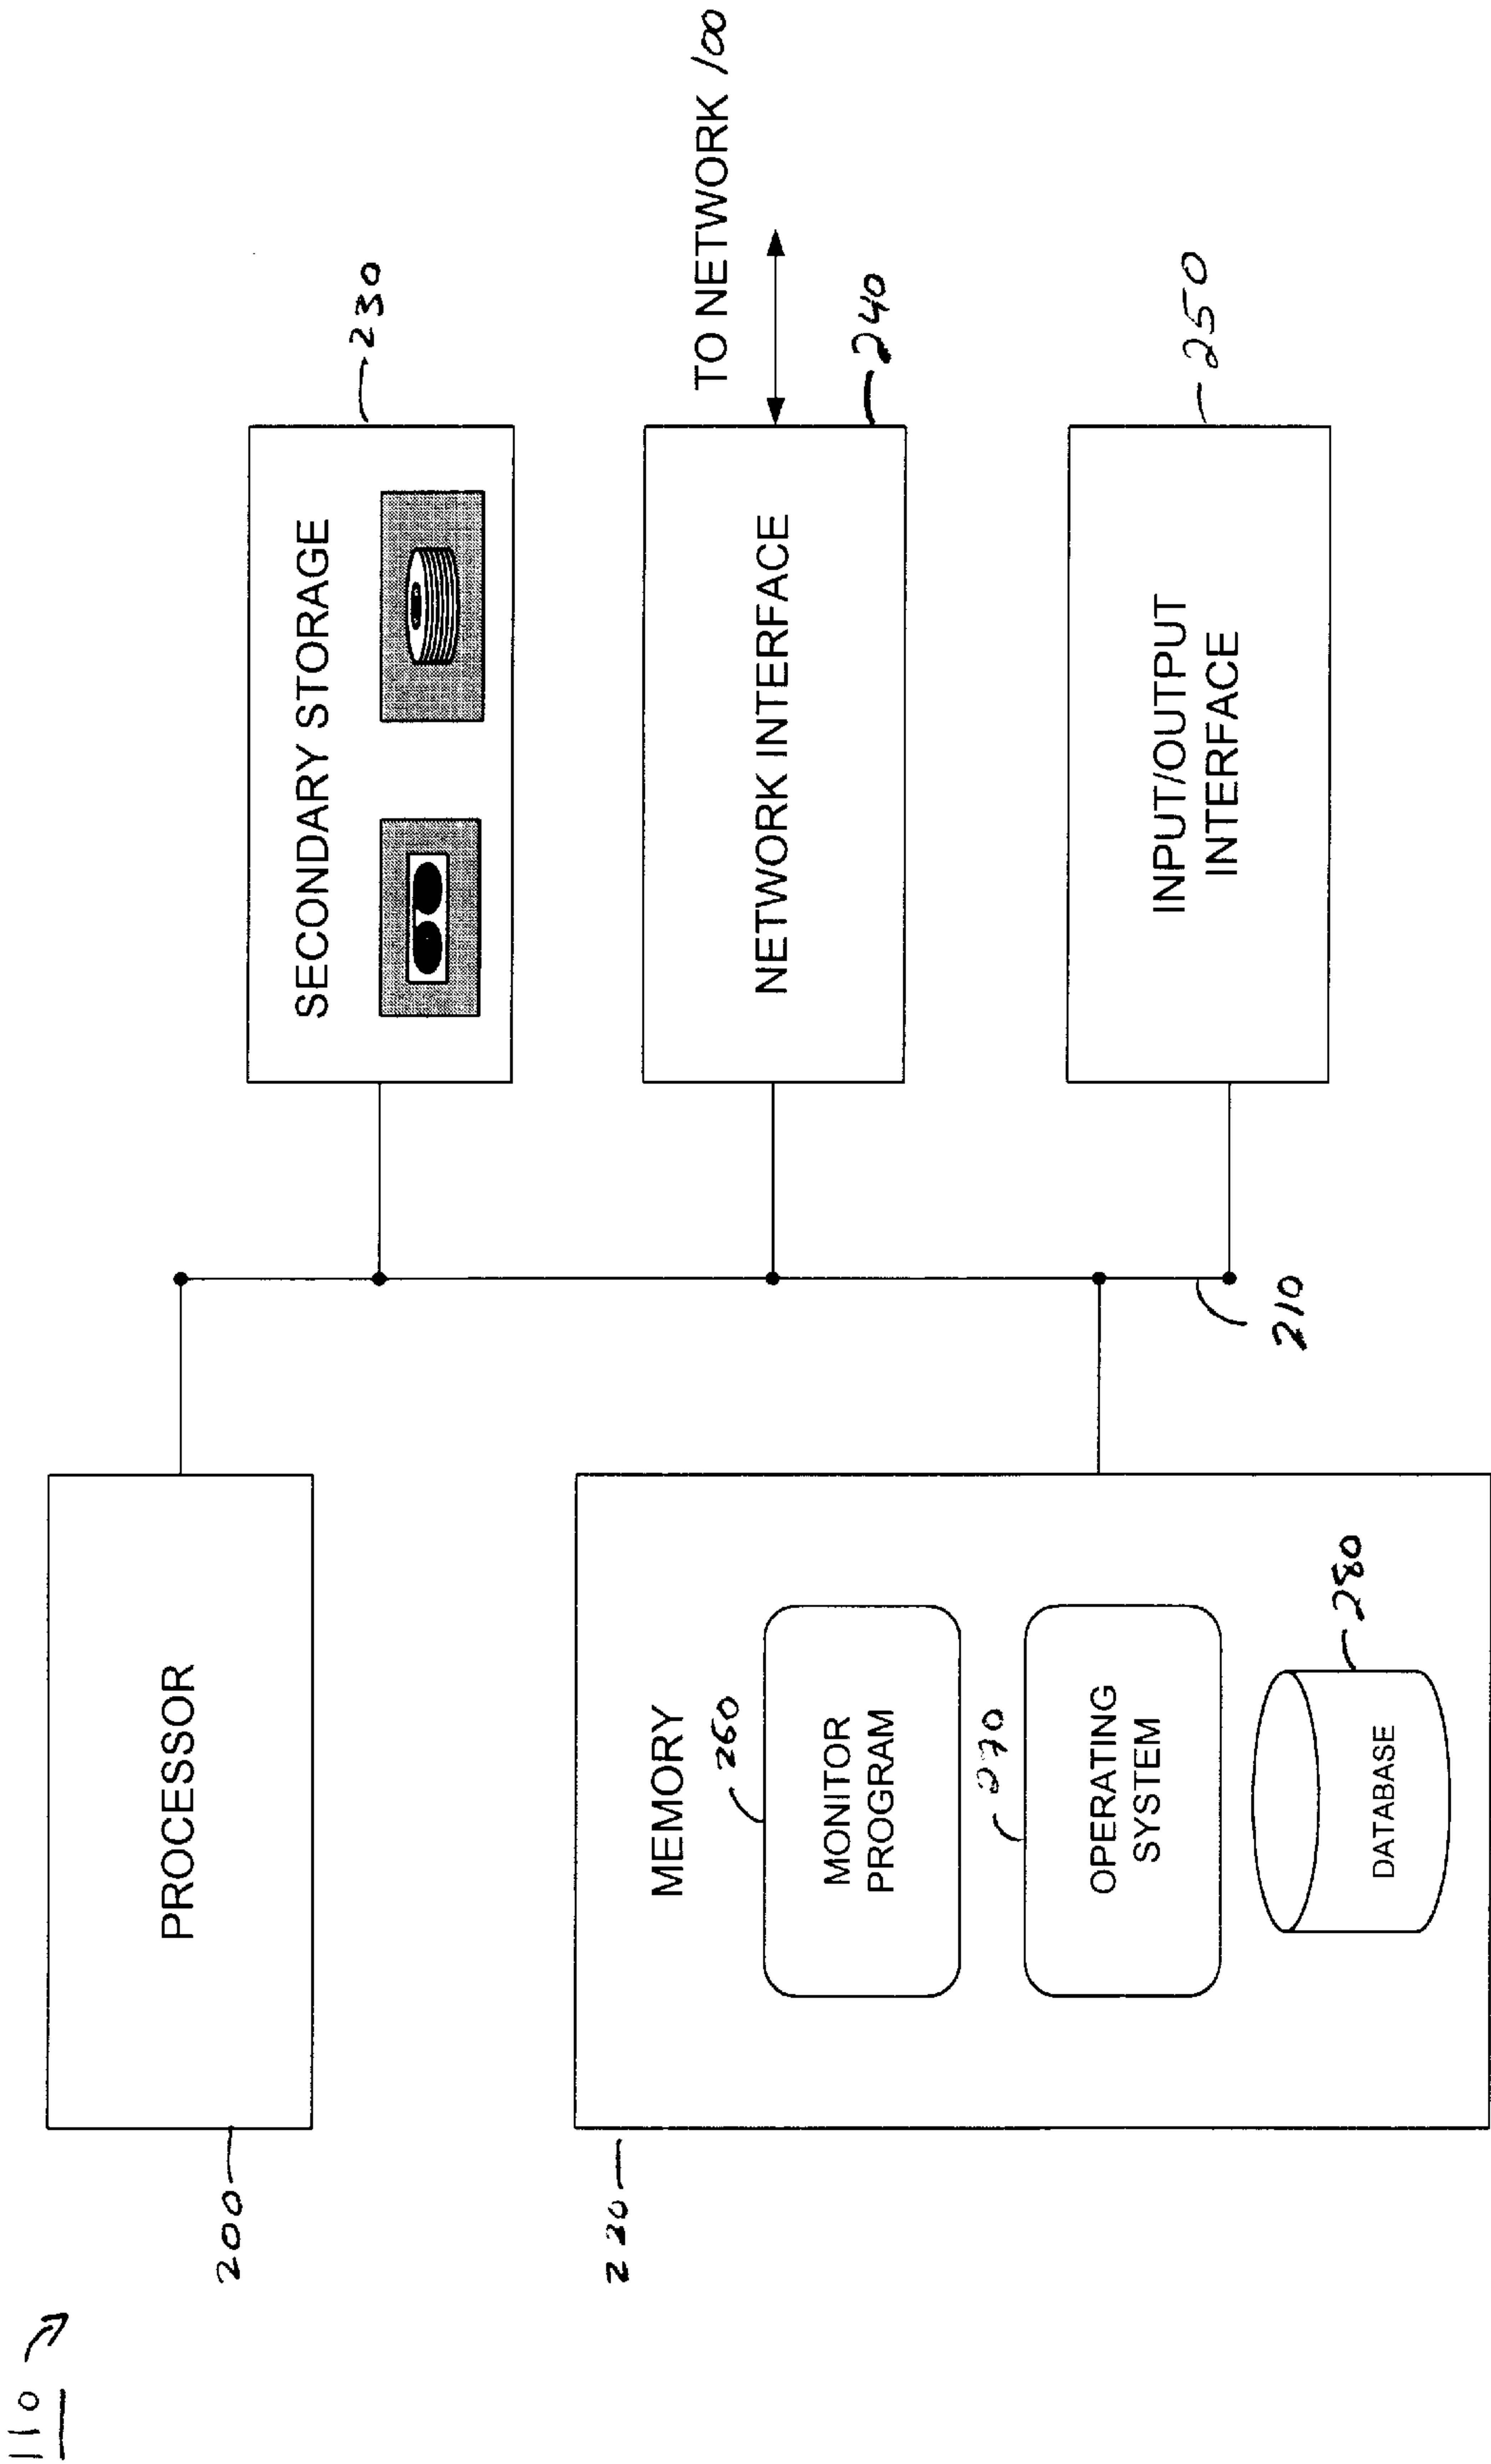 110
PROCESSOR
200
SECONDARY STORAGE
230
220
MEMORY
260
MONITOR
PROGRAM
270
OPERATING
SYSTEM
280
DATABASE
TO NETWORK 100
NETWORK INTERFACE
240
INPUT/OUTPUT
INTERFACE
250
210